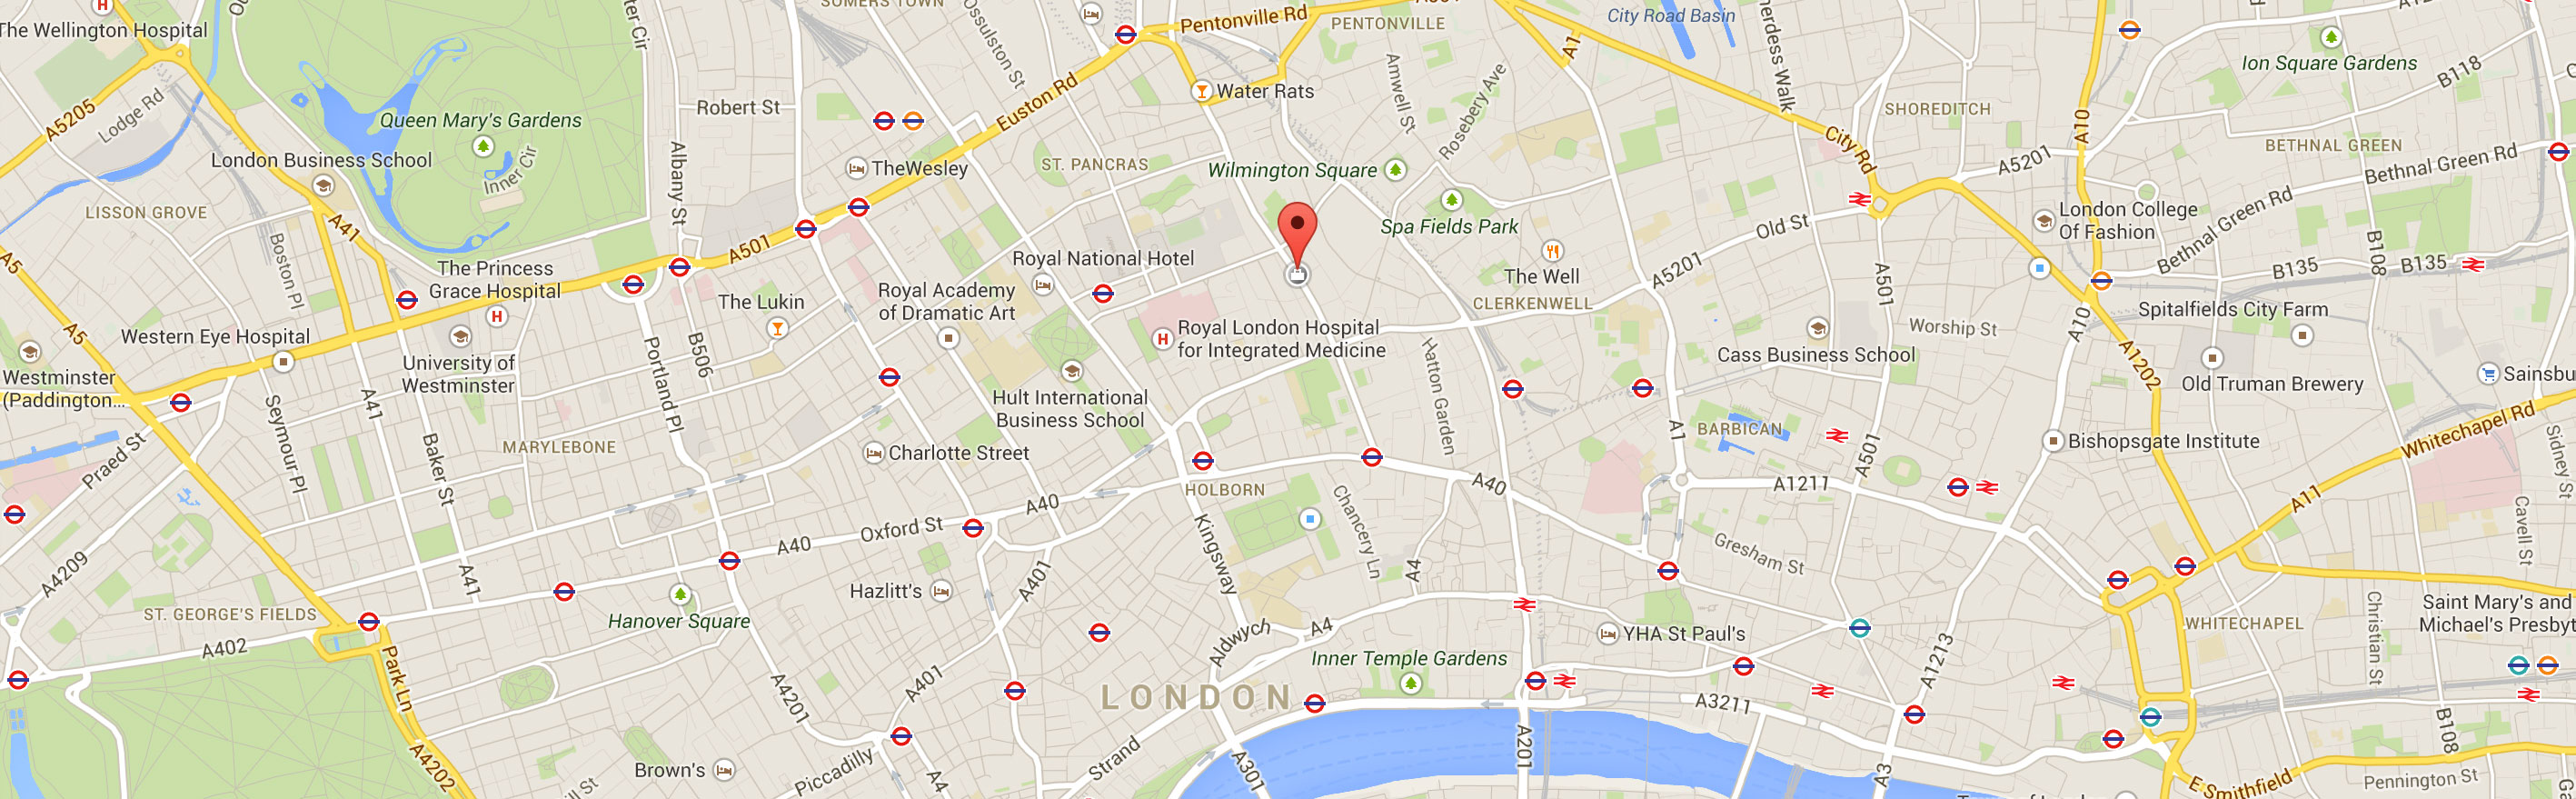 SOMERS TOWN
The Wellington Hospital
Pentonville Rd
PENTONVILLE
City Road Basin
A1
Ossulston St
Amwell St
Rosebery Ave
Ion Square Gardens
B118
A5205
Lodge Rd
Queen Mary's Gardens
Robert St
Euston Rd
Water Rats
SHOREDITCH
A10
City Rd
London Business School
Inner Cir
Albany St
TheWesley
ST. PANCRAS
Wilmington Square
A5201
BETHNAL GREEN
Bethnal Green Rd
LISSON GROVE
A41
Boston Pl
A501
Spa Fields Park
Old St
London College
Of Fashion
Bethnal Green Rd
A5
The Princess
Grace Hospital
Royal National Hotel
The Well
A5201
A501
B108
B135
B135
The Lukin
Royal Academy
of Dramatic Art
CLERKENWELL
Spitalfields City Farm
A5
Western Eye Hospital
University of
Westminster
Portland Pl
B506
Royal London Hospital
for Integrated Medicine
Hatton Garden
Cass Business School
Worship St
A10
A1202
Old Truman Brewery
Westminster
(Paddington...
Seymour Pl
A41
Hult International
Business School
Whitechapel Rd
Praed St
Baker St
MARYLEBONE
Charlotte Street
A1
BARBICAN
A501
Bishopsgate Institute
Sidney St
HOLBORN
A40
A1211
A11
A40
Oxford St
A40
Kingsway
Chancery Ln
A4
Gresham St
Cavell St
A4209
A41
A401
Hazlitt's
ST. GEORGE'S FIELDS
Hanover Square
Aldwych
A4
YHA St Paul's
A1213
WHITECHAPEL
Christian St
Saint Mary's and
A402
Park Ln
A4201
A401
LONDON
Inner Temple Gardens
A3211
B108
A4202
Brown's
Piccadilly
A4
Strand
A301
A201
A3
E Smithfield
Pennington St